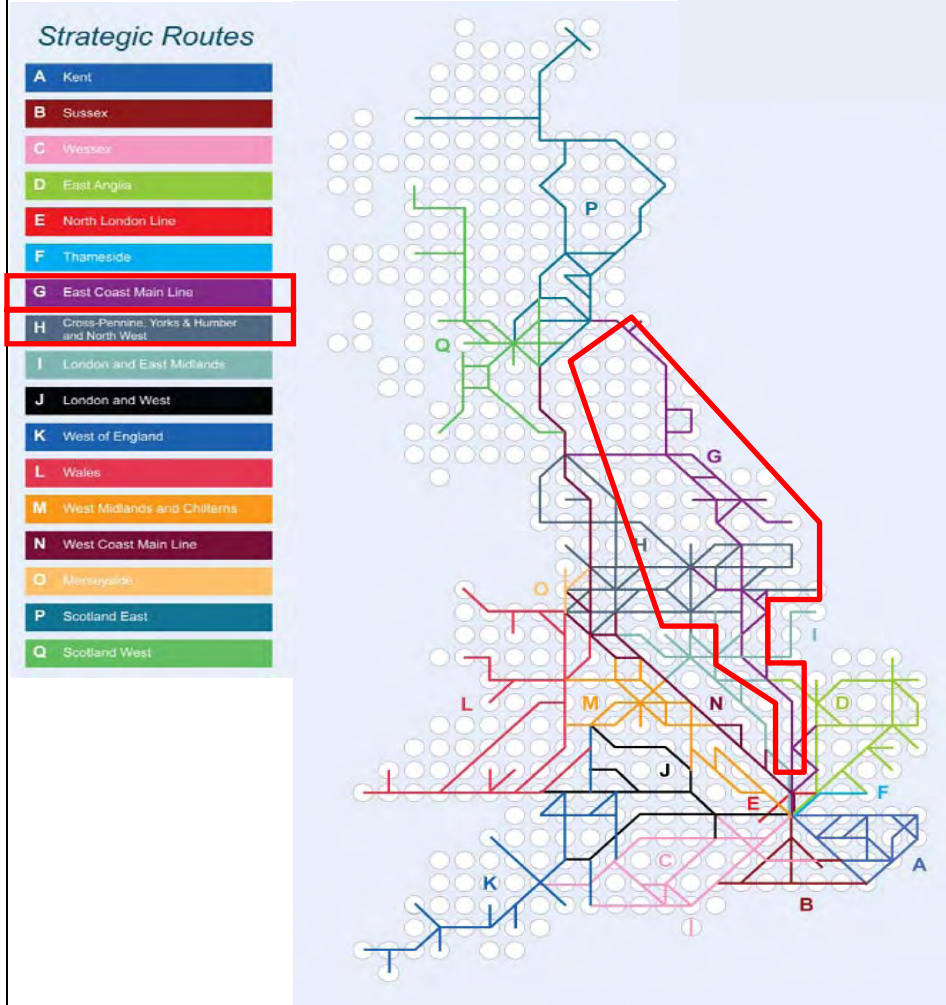 Strategic Routes
A Kent
B Sussex
C Wessex
D East Anglia
E North London Line
F Thameside
G East Coast Main Line
H Cross-Pennine, Yorks & Humber
and North West
I London and East Midlands
J London and West
K West of England
L Wales
M West Midlands and Chilterns
N West Coast Main Line
O Merseyside
P Scotland East
Q Scotland West
P
Q
G
H
O
I
L
M
N
D
J
E
F
C
A
K
B
I